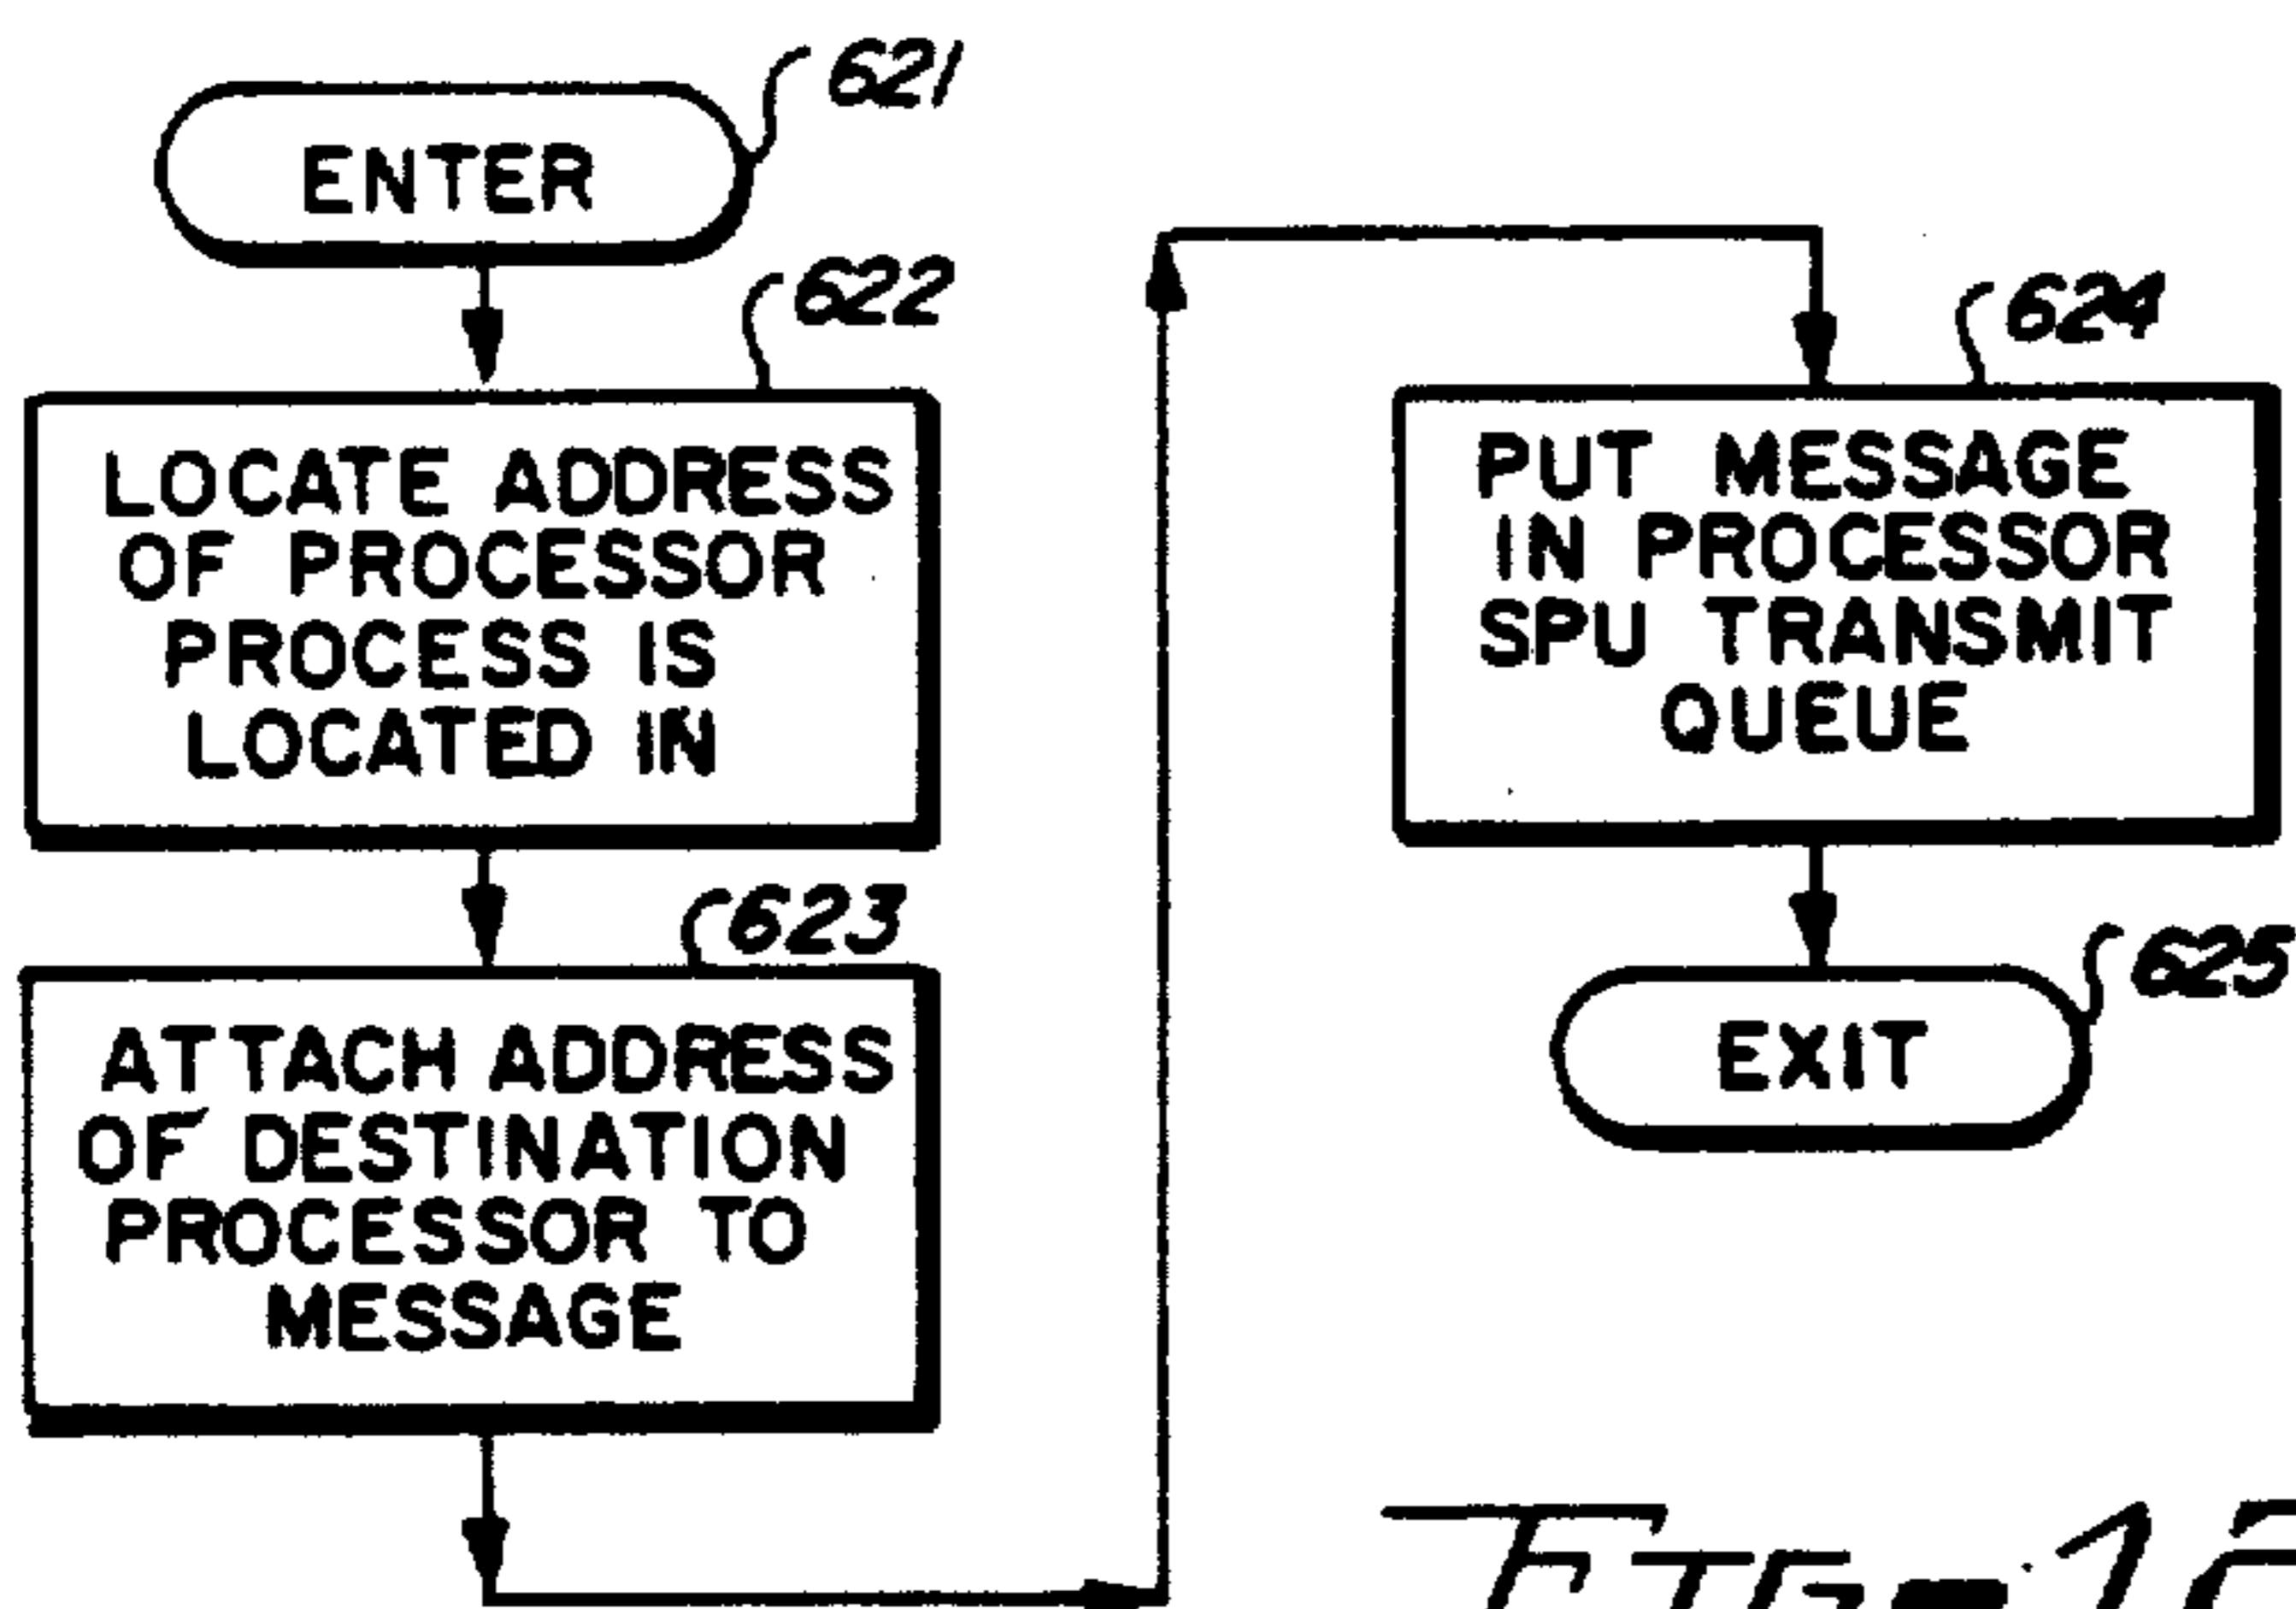 621
ENTER
622
LOCATE ADDRESS
OF PROCESSOR
PROCESS IS
LOCATED IN
623
ATTACH ADDRESS
OF DESTINATION
PROCESSOR TO
MESSAGE
624
PUT MESSAGE
IN PROCESSOR
SPU TRANSMIT
QUEUE
625
EXIT